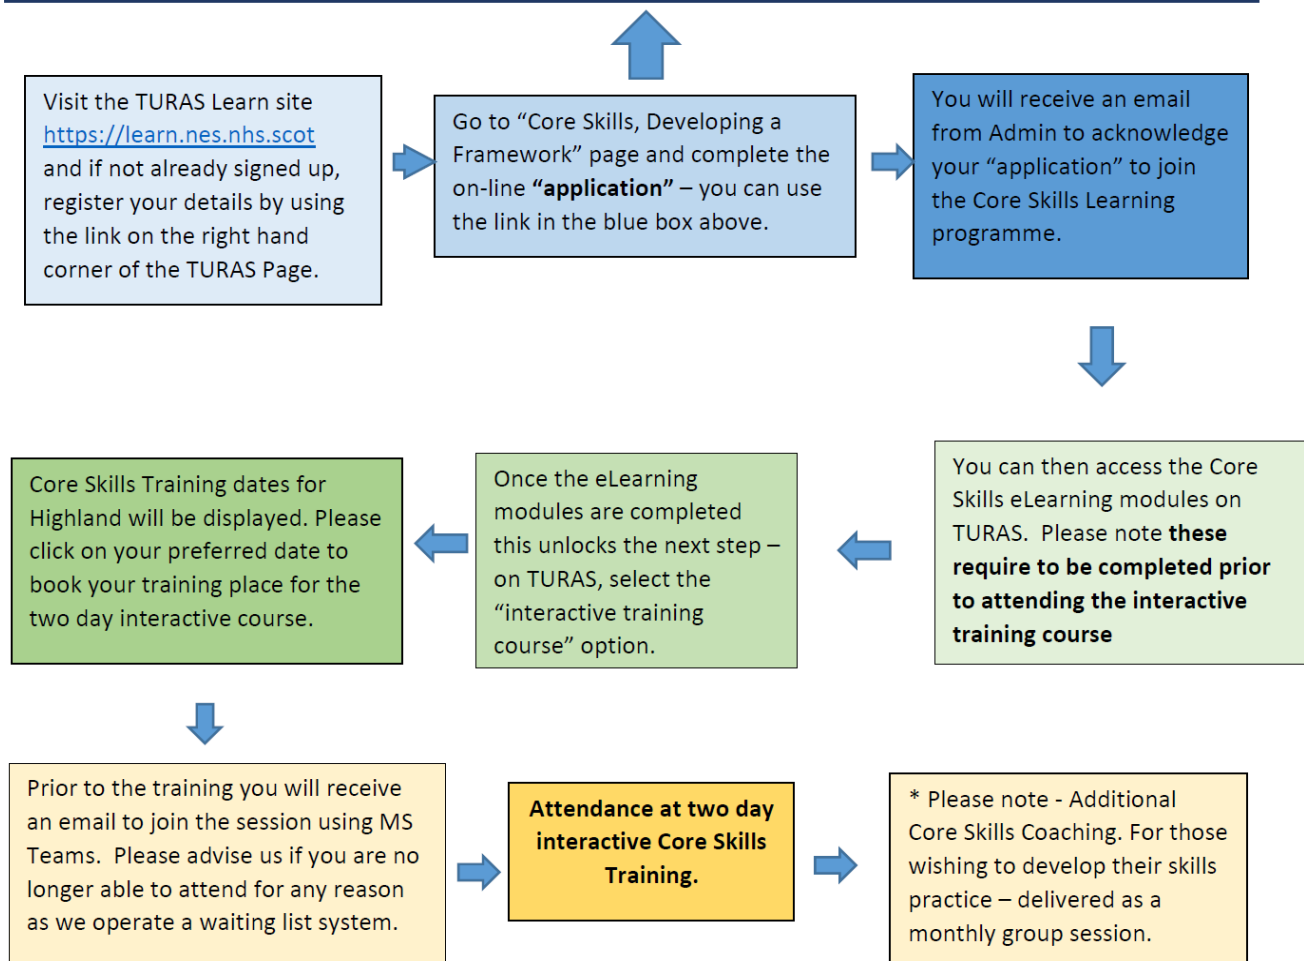 Visit the TURAS Learn site
https://learn.nes.nhs.scot
and if not already signed up,
register your details by using
the link on the right hand
corner of the TURAS Page.
Go to “Core Skills, Developing a
Framework” page and complete the
on-line “application” – you can use
the link in the blue box above.
You will receive an email
from Admin to acknowledge
your “application” to join
the Core Skills Learning
programme.
You can then access the Core
Skills eLearning modules on
TURAS.  Please note these
require to be completed prior
to attending the interactive
training course
Once the eLearning
modules are completed
this unlocks the next step –
on TURAS, select the
“interactive training
course” option.
Core Skills Training dates for
Highland will be displayed. Please
click on your preferred date to
book your training place for the
two day interactive course.
Prior to the training you will receive
an email to join the session using MS
Teams.  Please advise us if you are no
longer able to attend for any reason
as we operate a waiting list system.
Attendance at two day
interactive Core Skills
Training.
* Please note - Additional
Core Skills Coaching. For those
wishing to develop their skills
practice – delivered as a
monthly group session.